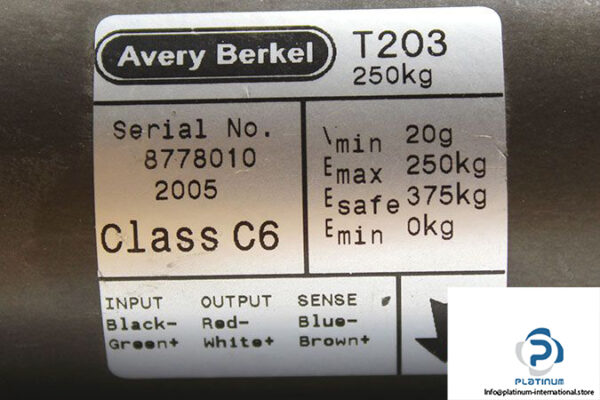 Avery Berkel
T203
250kg
Serial No.
8778010
2005
Class C6
Vmin 20g
Emax 250kg
Esafe 375kg
Emin 0kg
INPUT OUTPUT SENSE
Black- Red- Blue-
Green+ White+ Brown+
PLATINUM
Info@platinum-international.store